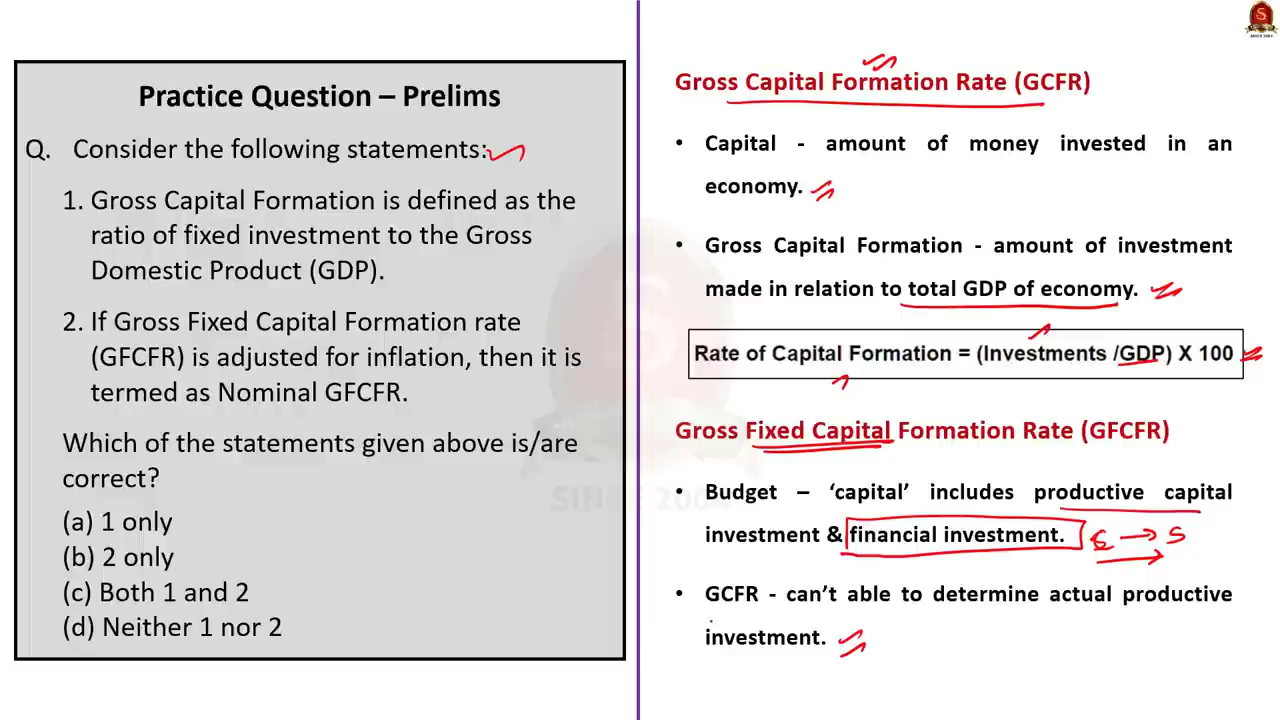 Practice Question – Prelims
Q. Consider the following statements:
1. Gross Capital Formation is defined as the
ratio of fixed investment to the Gross
Domestic Product (GDP).
2. If Gross Fixed Capital Formation rate
(GFCFR) is adjusted for inflation, then it is
termed as Nominal GFCFR.
Which of the statements given above is/are
correct?
(a) 1 only
(b) 2 only
(c) Both 1 and 2
(d) Neither 1 nor 2
Gross Capital Formation Rate (GCFR)
• Capital - amount of money invested in an
economy.
• Gross Capital Formation - amount of investment
made in relation to total GDP of economy.
Rate of Capital Formation = (Investments /GDP) X 100
Gross Fixed Capital Formation Rate (GFCFR)
• Budget – ‘capital’ includes productive capital
investment & financial investment.
• GCFR - can’t able to determine actual productive
investment.
S
SINCE 2004
S
SINCE 2004